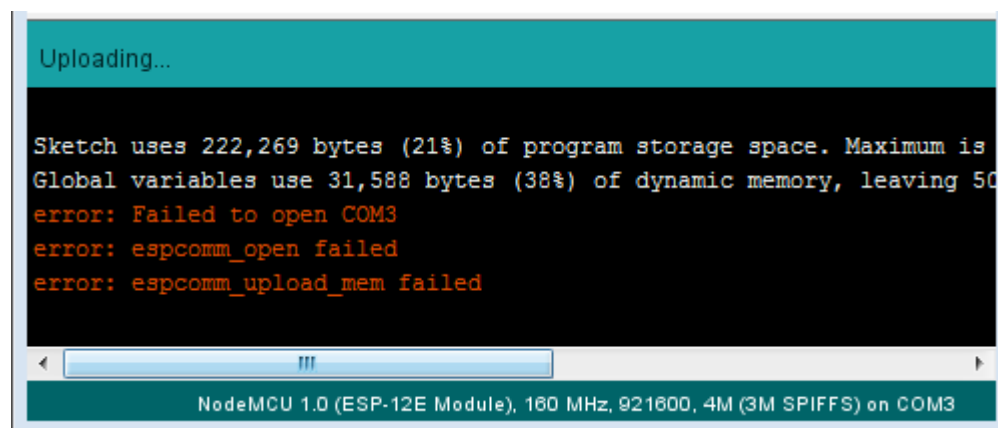 Uploading...
Sketch uses 222,269 bytes (21%) of program storage space. Maximum is
Global variables use 31,588 bytes (38%) of dynamic memory, leaving 50
error: Failed to open COM3
error: espcomm_open failed
error: espcomm_upload_mem failed
NodeMCU 1.0 (ESP-12E Module), 160 MHz, 921600, 4M (3M SPIFFS) on COM3